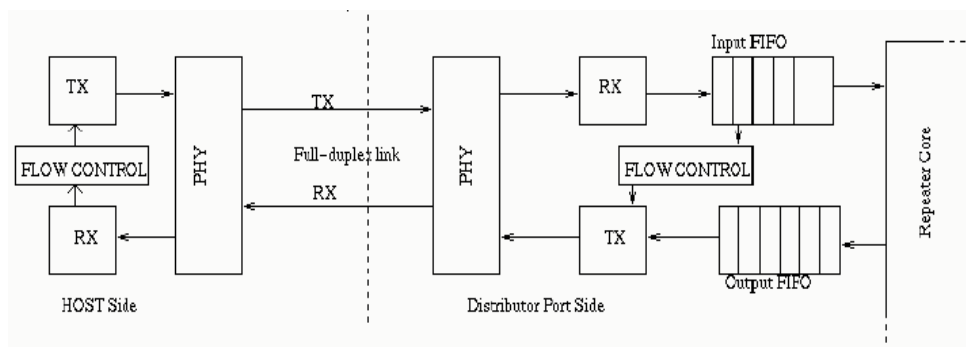 Input FIFO
TX
RX
TX
FLOW CONTROL
PHY
Full-duplex link
PHY
FLOW CONTROL
RX
RX
TX
Repeater Core
Output FIFO
HOST Side
Distributor Port Side